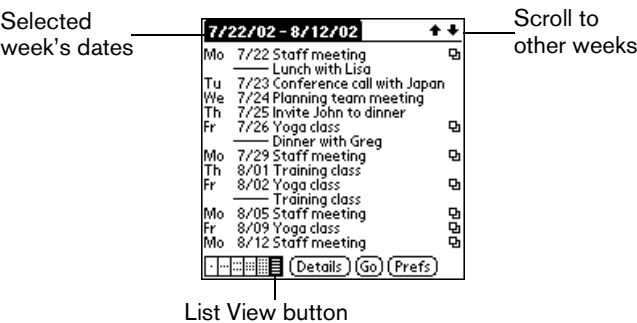 Selected
week's dates
Scroll to
other weeks
7/22/02 - 8/12/02
Mo 7/22 Staff meeting
Lunch with Lisa
Tu 7/23 Conference call with Japan
We 7/24 Planning team meeting
Th 7/25 Invite John to dinner
Fr 7/26 Yoga class
Dinner with Greg
Mo 7/29 Staff meeting
Th 8/01 Training class
Fr 8/02 Yoga class
Training class
Mo 8/05 Staff meeting
Fr 8/09 Yoga class
Mo 8/12 Staff meeting
Details Go Prefs
List View button